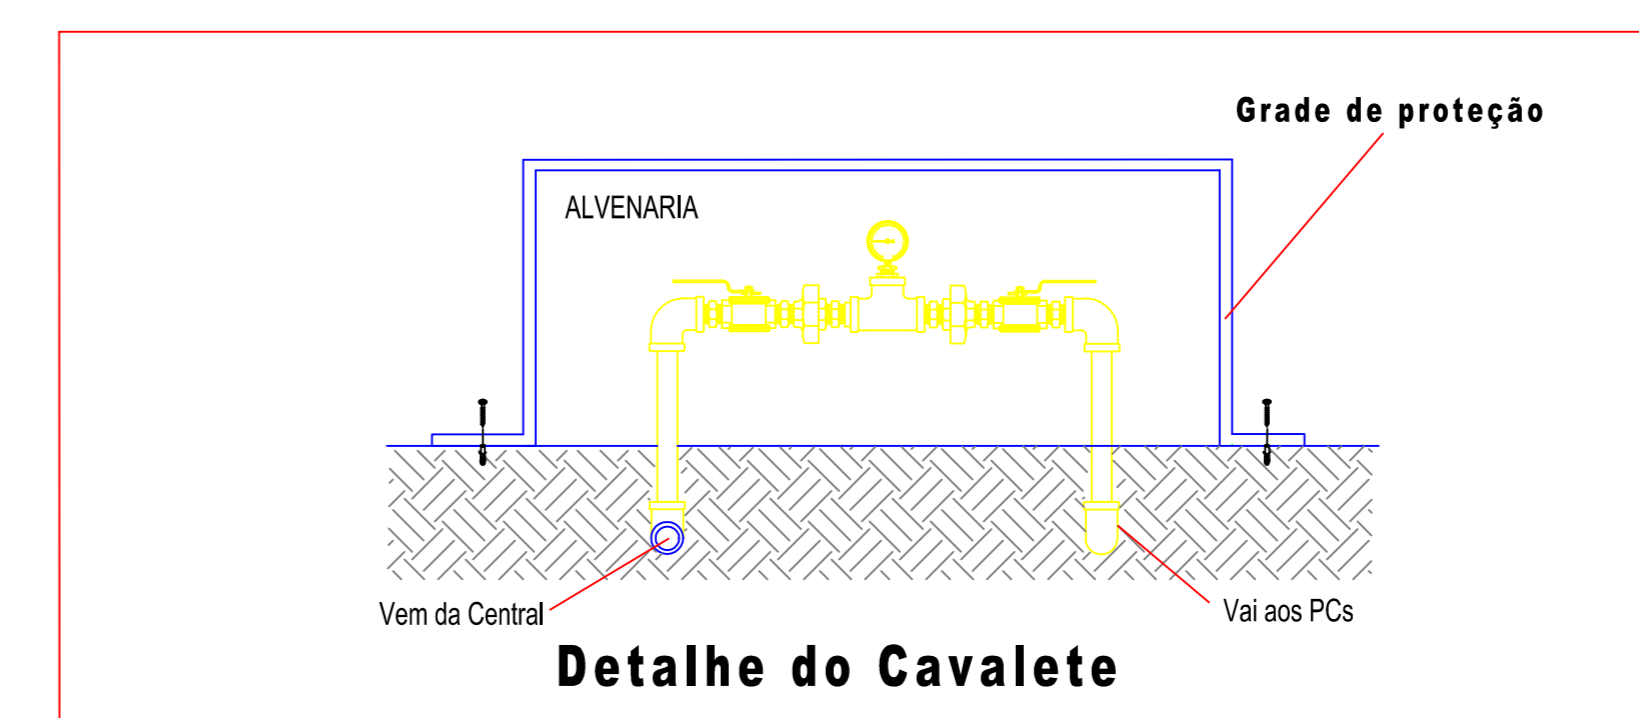 Grade de proteção
ALVENARIA
Vem da Central
Vai aos PCs
Detalhe do Cavalete